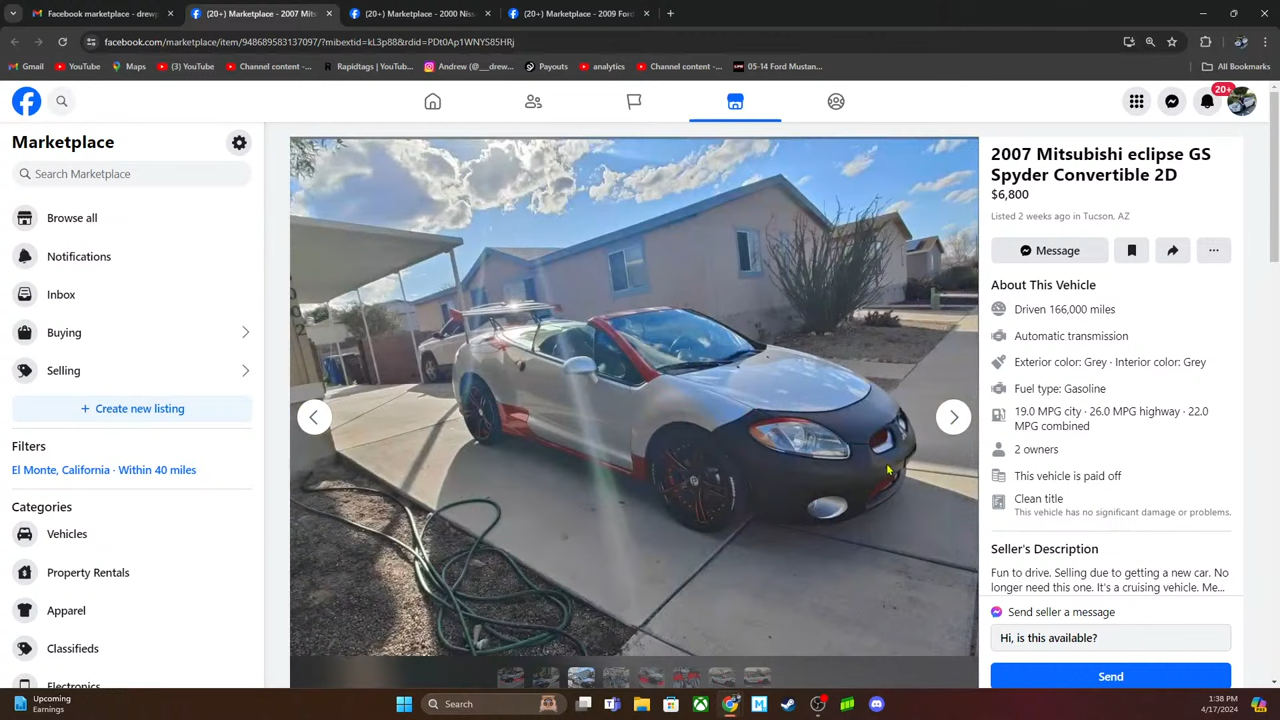 Facebook marketplace - drew
(20+) Marketplace - 2007 Mits
(20+) Marketplace - 2000 Niss
(20+) Marketplace - 2009 Ford
facebook.com/marketplace/item/948689583137097/?mibextid=kL3p88&rdid=PDt0Ap1WNYS85HRj
Gmail
YouTube
Maps
(3) YouTube
Channel content -...
Rapidtags | YouTub...
Andrew (@___drew...
Payouts
analytics
Channel content -...
05-14 Ford Mustan...
All Bookmarks
20+
Marketplace
Search Marketplace
Browse all
Notifications
Inbox
Buying
Selling
+ Create new listing
Filters
El Monte, California · Within 40 miles
Categories
Vehicles
Property Rentals
Apparel
Classifieds
Electronics
2007 Mitsubishi eclipse GS
Spyder Convertible 2D
$6,800
Listed 2 weeks ago in Tucson, AZ
Message
About This Vehicle
Driven 166,000 miles
Automatic transmission
Exterior color: Grey · Interior color: Grey
Fuel type: Gasoline
19.0 MPG city · 26.0 MPG highway · 22.0
MPG combined
2 owners
This vehicle is paid off
Clean title
This vehicle has no significant damage or problems.
Seller's Description
Fun to drive. Selling due to getting a new car. No
longer need this one. It's a cruising vehicle. Me...
Send seller a message
Hi, is this available?
Send
Upcoming
Earnings
Search
1:38 PM
4/17/2024